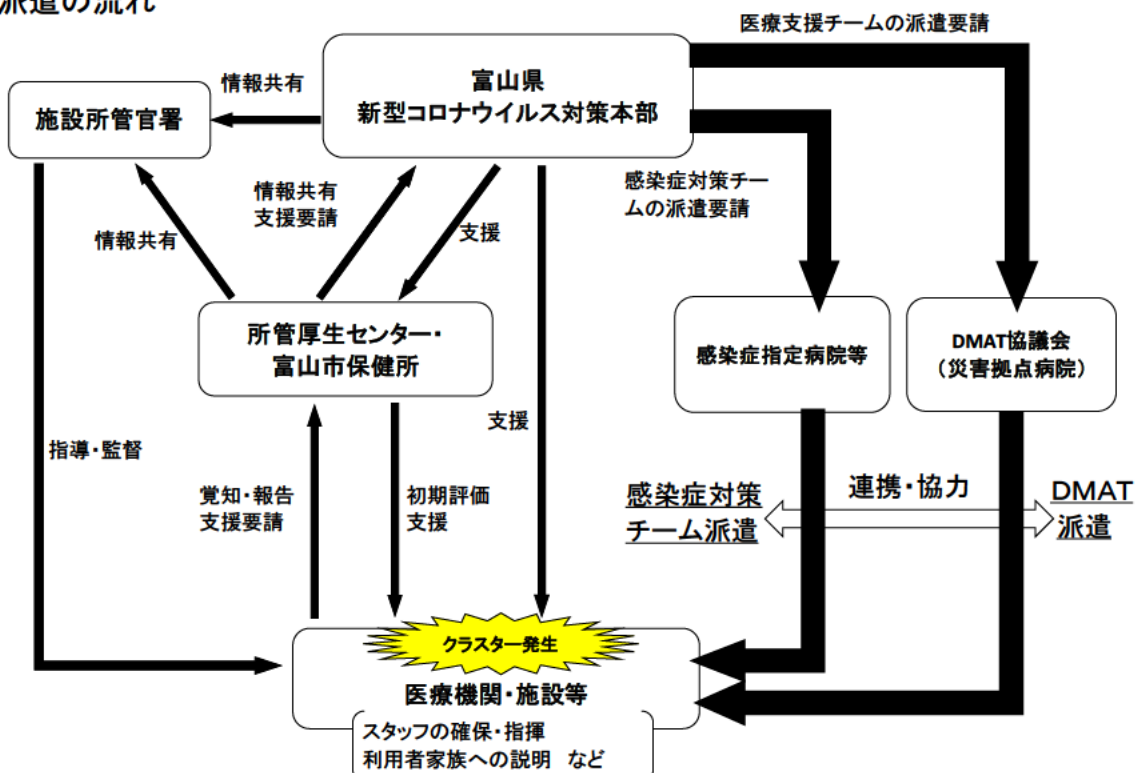 派遣の流れ
医療支援チームの派遣要請
富山県
新型コロナウイルス対策本部
情報共有
施設所管官署
感染症対策チー
ムの派遣要請
情報共有
支援要請
支援
情報共有
所管厚生センター・
富山市保健所
感染症指定病院等
DMAT協議会
（災害拠点病院）
支援
指導・監督
覚知・報告
支援要請
初期評価
支援
連携・協力
感染症対策
チーム派遣
DMAT
派遣
クラスター発生
医療機関・施設等
スタッフの確保・指揮
利用者家族への説明 など